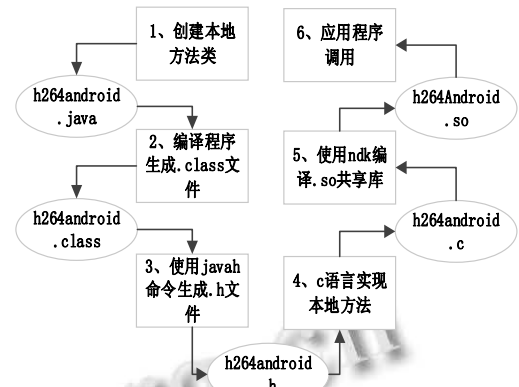 1、创建本地
方法类
h264android
.java
2、编译程序
生成.class文
件
h264android
.class
3、使用javah
命令生成.h文
件
h264android
.h
4、c语言实现
本地方法
h264android
.c
5、使用ndk编
译.so共享库
h264Android
.so
6、应用程序
调用